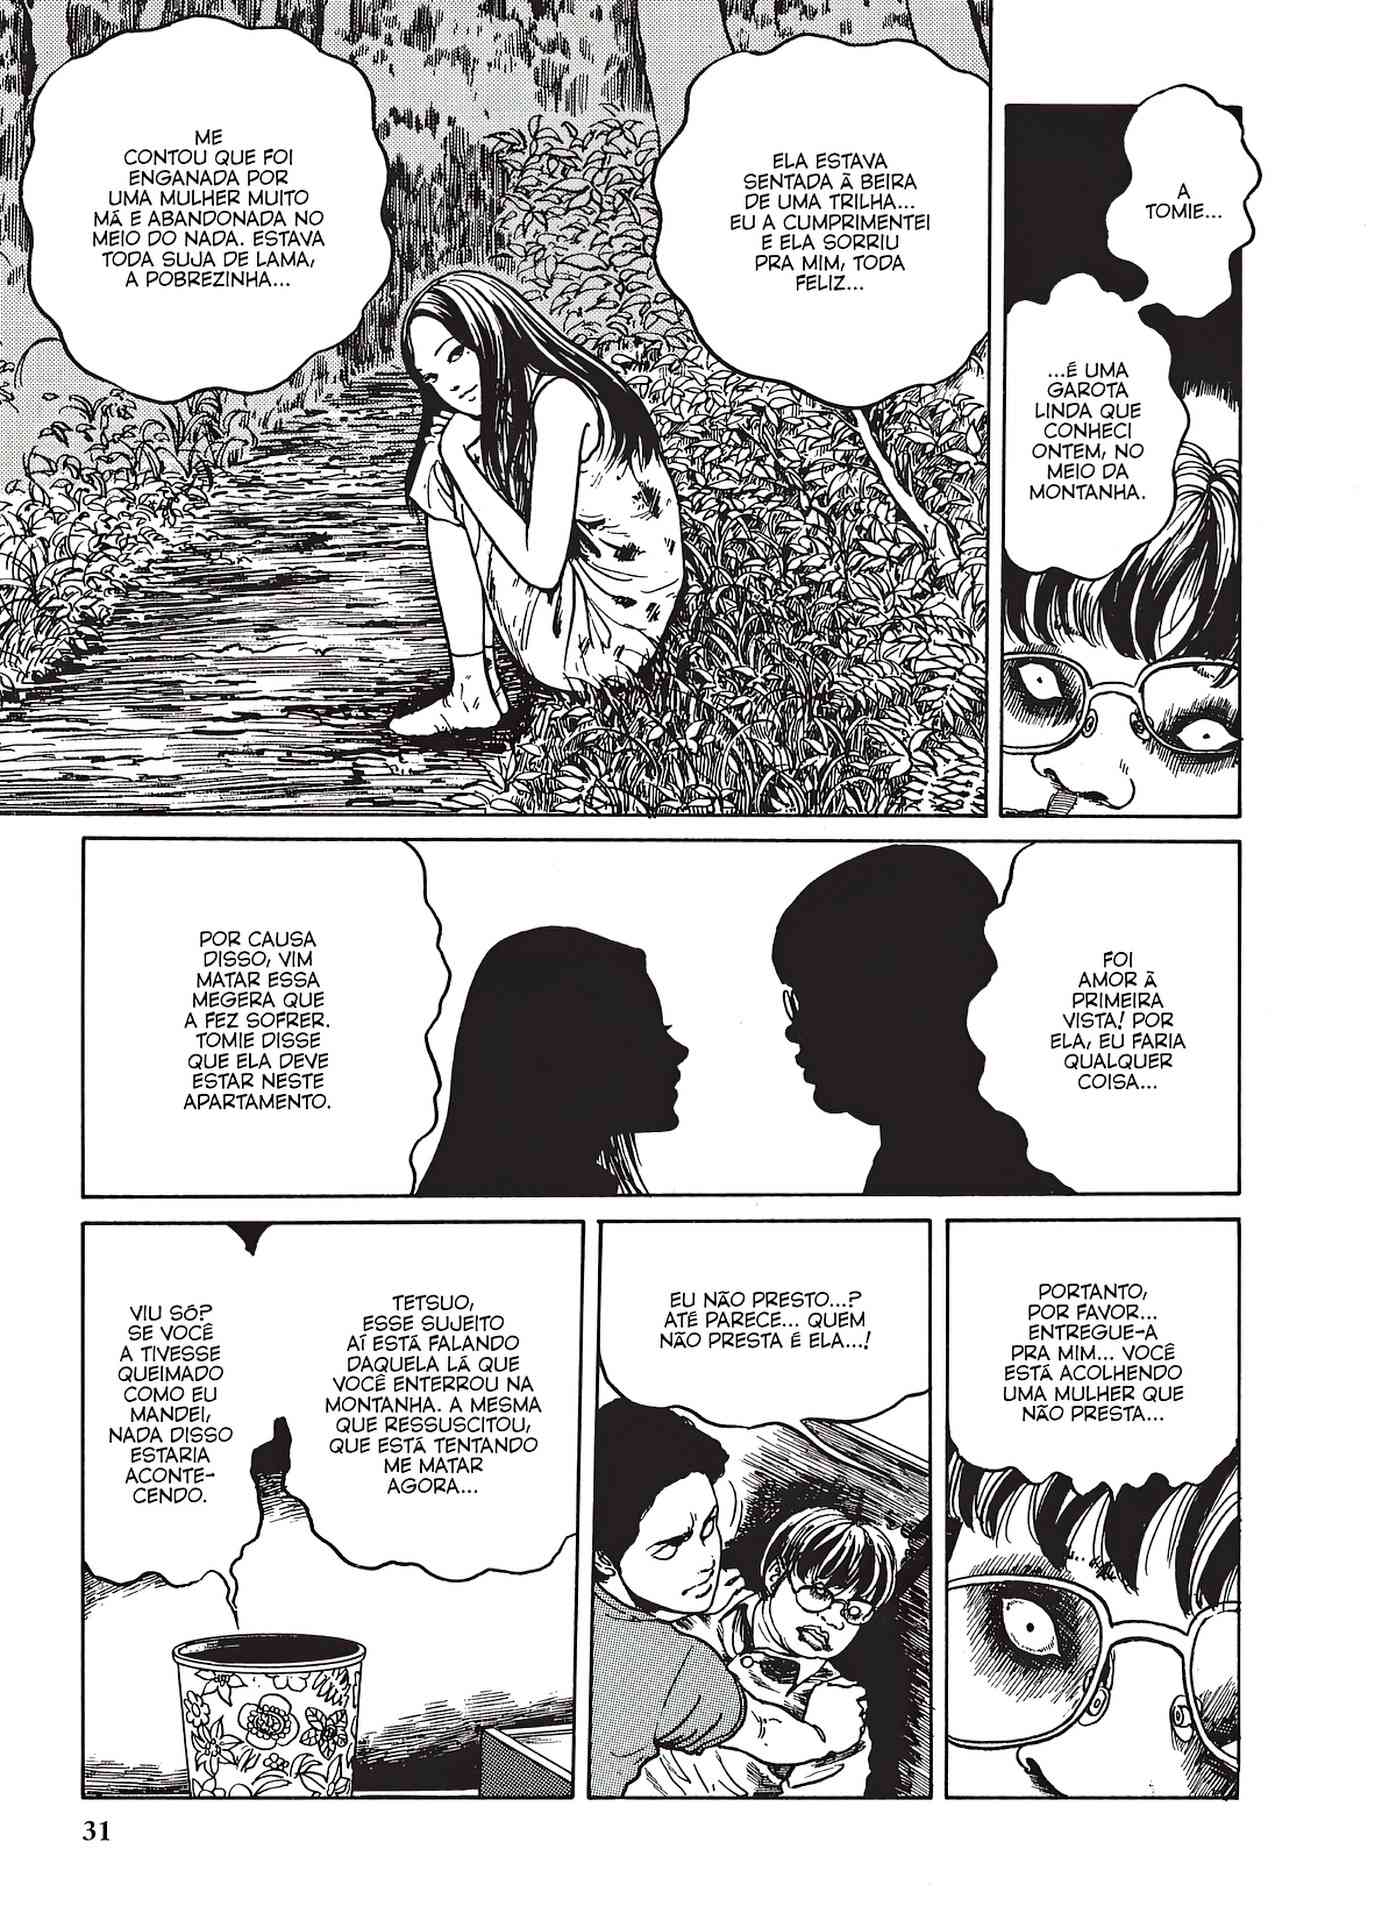 A
TOMIE...
...É UMA
GAROTA
LINDA QUE
CONHECI
ONTEM, NO
MEIO DA
MONTANHA.
ELA ESTAVA
SENTADA À BEIRA
DE UMA TRILHA...
EU A CUMPRIMENTEI
E ELA SORRIU
PRA MIM, TODA
FELIZ...
ME
CONTOU QUE FOI
ENGANADA POR
UMA MULHER MUITO
MÁ E ABANDONADA NO
MEIO DO NADA. ESTAVA
TODA SUJA DE LAMA,
A POBREZINHA...
FOI
AMOR À
PRIMEIRA
VISTA! POR
ELA, EU FARIA
QUALQUER
COISA...
POR CAUSA
DISSO, VIM
MATAR ESSA
MEGERA QUE
A FEZ SOFRER.
TOMIE DISSE
QUE ELA DEVE
ESTAR NESTE
APARTAMENTO.
PORTANTO,
POR FAVOR...
ENTREGUE-A
PRA MIM... VOCÊ
ESTÁ ACOLHENDO
UMA MULHER QUE
NÃO PRESTA...
EU NÃO PRESTO...?
ATÉ PARECE... QUEM
NÃO PRESTA É ELA...!
TETSUO,
ESSE SUJEITO
AÍ ESTÁ FALANDO
DAQUELA LÁ QUE
VOCÊ ENTERROU NA
MONTANHA. A MESMA
QUE RESSUSCITOU,
QUE ESTÁ TENTANDO
ME MATAR
AGORA...
VIU SÓ?
SE VOCÊ
A TIVESSE
QUEIMADO
COMO EU
MANDEI,
NADA DISSO
ESTARIA
ACONTE-
CENDO.
31